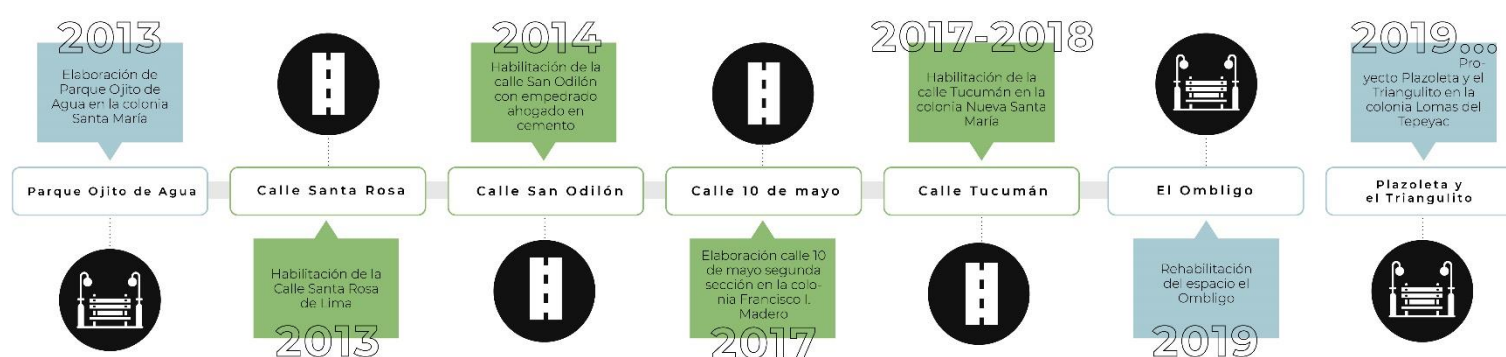 2013
Elaboración de
Parque Ojito de
Agua en la colonia
Santa María
Parque Ojito de Agua
Calle Santa Rosa
Habilitación de la
Calle Santa Rosa
de Lima
2013
2014
Habilitación de la
calle San Odilón
con empedrado
ahogado en
cemento
Calle San Odilón
Calle 10 de mayo
Elaboración calle 10
de mayo segunda
sección en la colo-
nia Francisco I.
Madero
2017
2017-2018
Habilitación de la
calle Tucumán en la
colonia Nueva Santa
María
Calle Tucumán
El Ombligo
Rehabilitación
del espacio el
Ombligo
2019
2019...
Pro-
yecto Plazoleta y el
Triangulito en la
colonia Lomas del
Tepeyac
Plazoleta y
el Triangulito